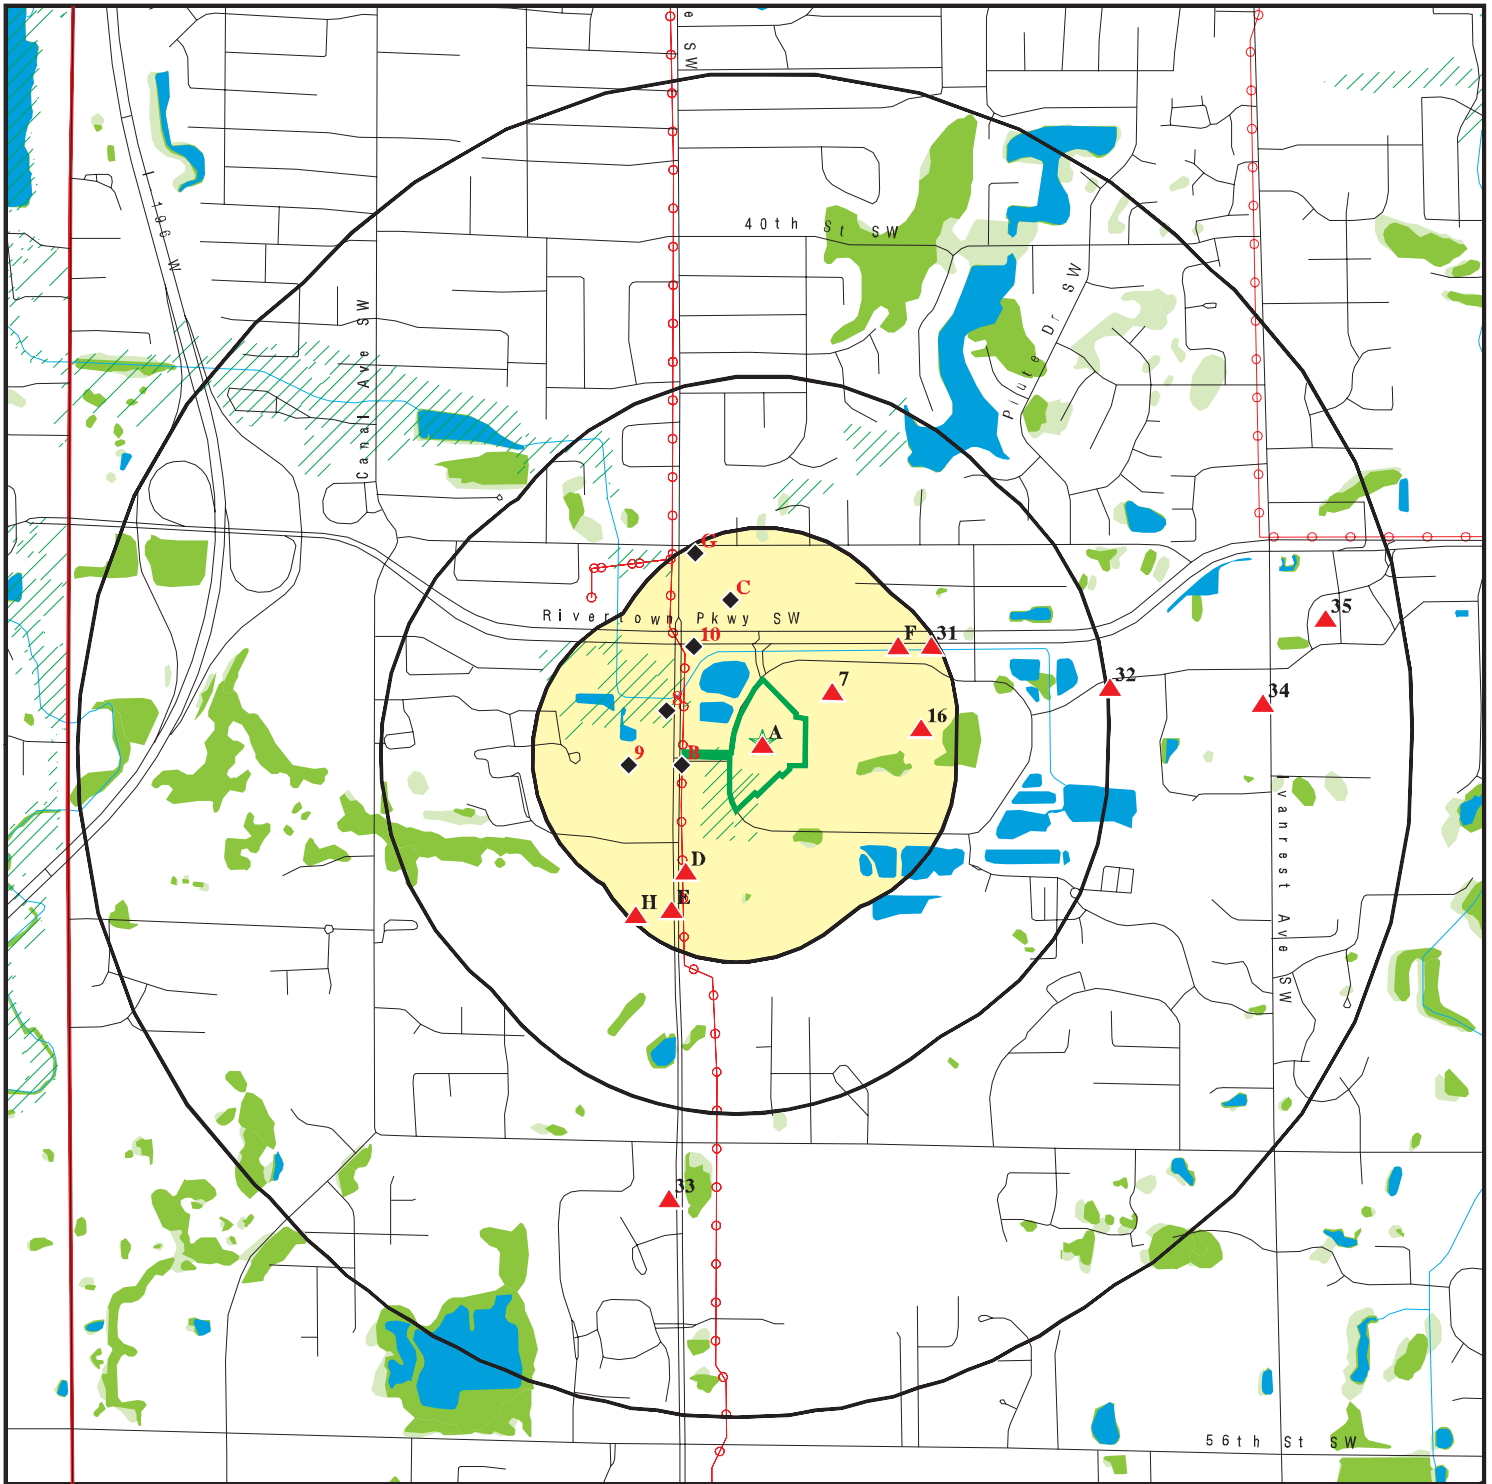 e SW
I-196 W
40th St SW
Canal Ave SW
Piute Dr SW
G
C
Rivertown Pkwy SW
10
F
31
35
7
32
8
34
16
A
9
B
Ivanrest Ave SW
D
H
E
33
56th St SW